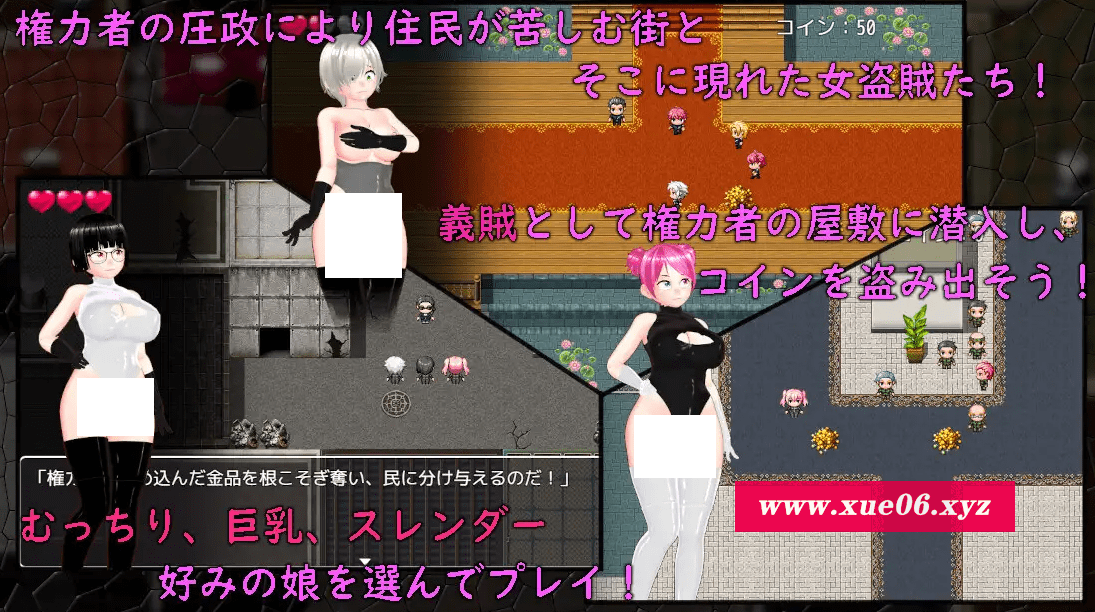 権力者の圧政により住民が苦しむ街と
コイン：50
そこに現れた女盗賊たち！
義賊として権力者の屋敷に潜入し、
コインを盗み出そう！
「権力 め込んだ金品を根こそぎ奪い、民に分け与えるのだ！」
www.xue06.xyz
むっちり、巨乳、スレンダー
好みの娘を選んでプレイ！